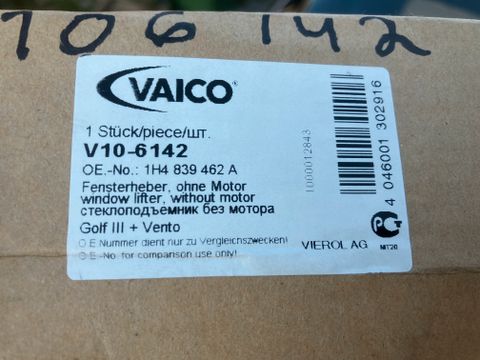 106142
VAICO
1 Stück/piece/шт.
V10-6142
OE.-No.: 1H4 839 462 A
Fensterheber, ohne Motor
window lifter, without motor
стеклоподъемник без мотора
Golf III + Vento
O E Nummer dient nur zu Vergleichszwecken!
O E.-No. for comparison use only!
VIEROL AG
1000012843
4 046001 302916
MT20